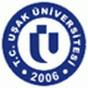 T.C. UŞAK ÜNİVERSİTESİ
2006